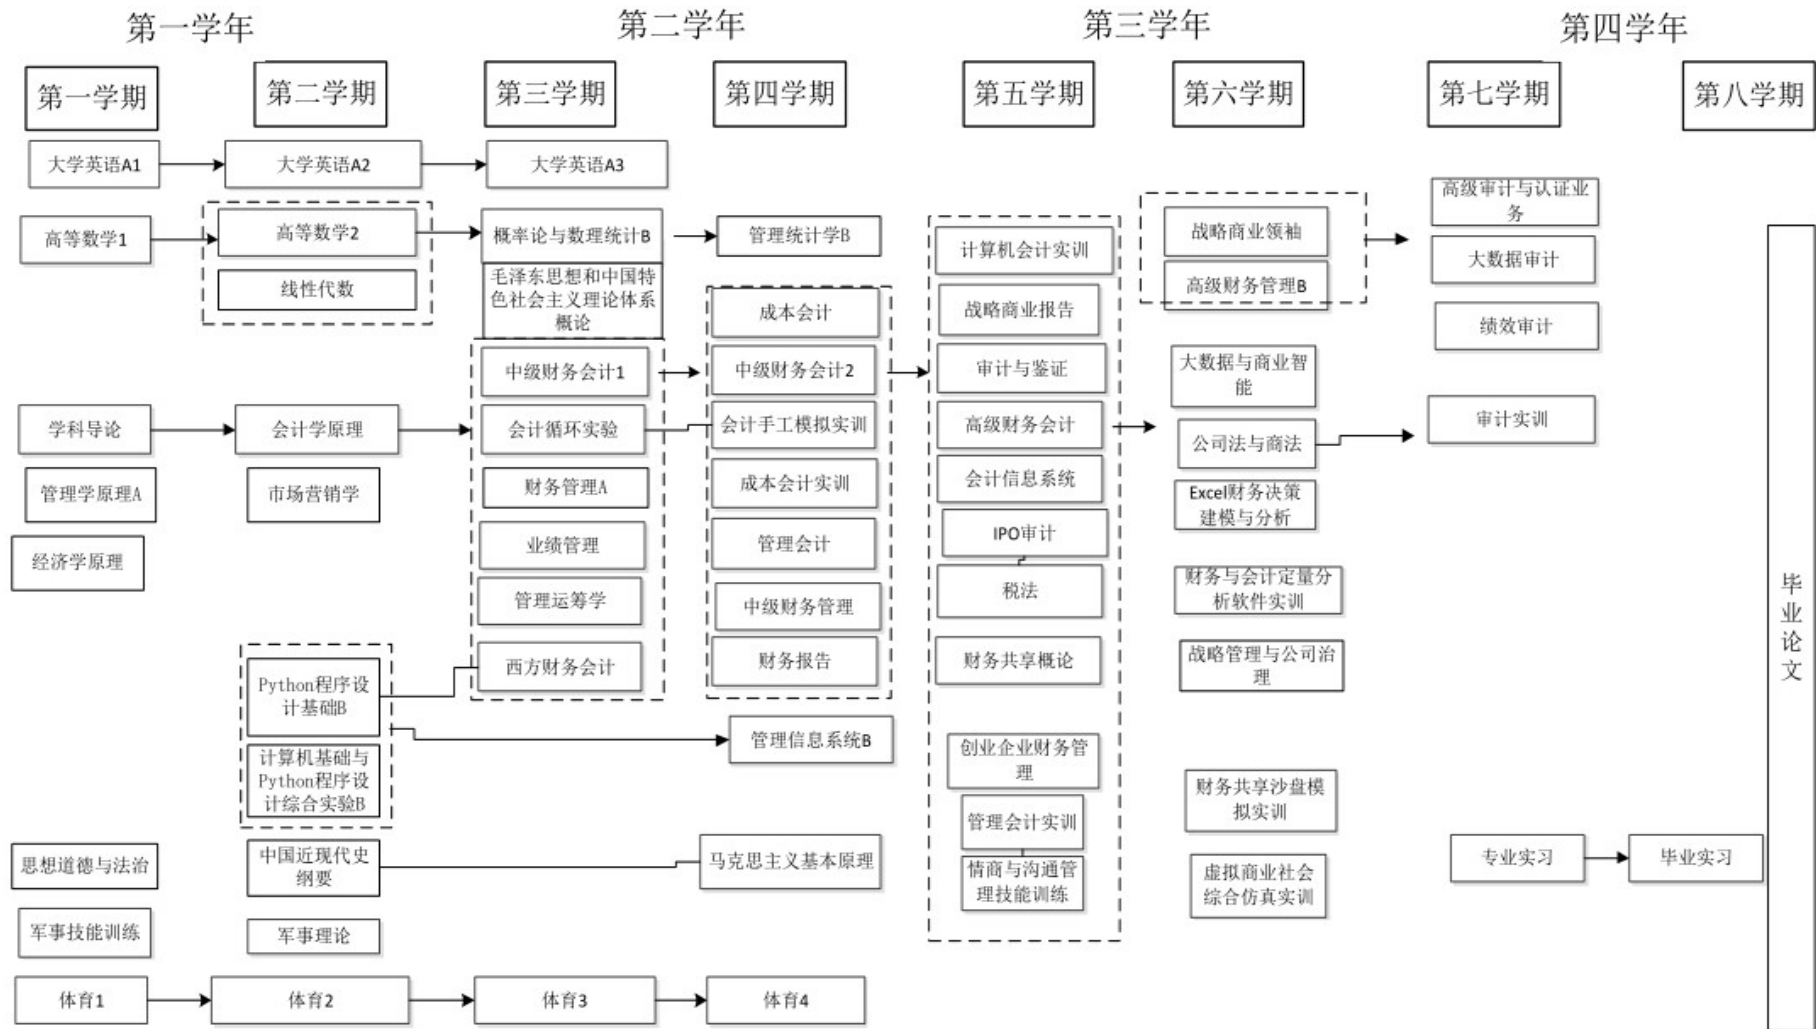 第一学年
第二学年
第三学年
第四学年
第一学期
第二学期
第三学期
第四学期
第五学期
第六学期
第七学期
第八学期
大学英语A1
大学英语A2
大学英语A3
高等数学1
高等数学2
线性代数
概率论与数理统计B
管理统计学B
毛泽东思想和中国特
色社会主义理论体系
概论
学科导论
管理学原理A
经济学原理
会计学原理
市场营销学
中级财务会计1
会计循环实验
财务管理A
业绩管理
管理运筹学
西方财务会计
成本会计
中级财务会计2
会计手工模拟实训
成本会计实训
管理会计
中级财务管理
财务报告
计算机会计实训
战略商业报告
审计与鉴证
高级财务会计
会计信息系统
IPO审计
税法
财务共享概论
创业企业财务管
理
管理会计实训
情商与沟通管
理技能训练
战略商业领袖
高级财务管理B
大数据与商业智
能
公司法与商法
Excel财务决策
建模与分析
财务与会计定量分
析软件实训
战略管理与公司治
理
财务共享沙盘模
拟实训
虚拟商业社会
综合仿真实训
高级审计与认证业
务
大数据审计
绩效审计
审计实训
Python程序设
计基础B
计算机基础与
Python程序设
计综合实验B
管理信息系统B
思想道德与法治
中国近现代史
纲要
马克思主义基本原理
军事技能训练
军事理论
专业实习
毕业实习
体育1
体育2
体育3
体育4
毕业论文